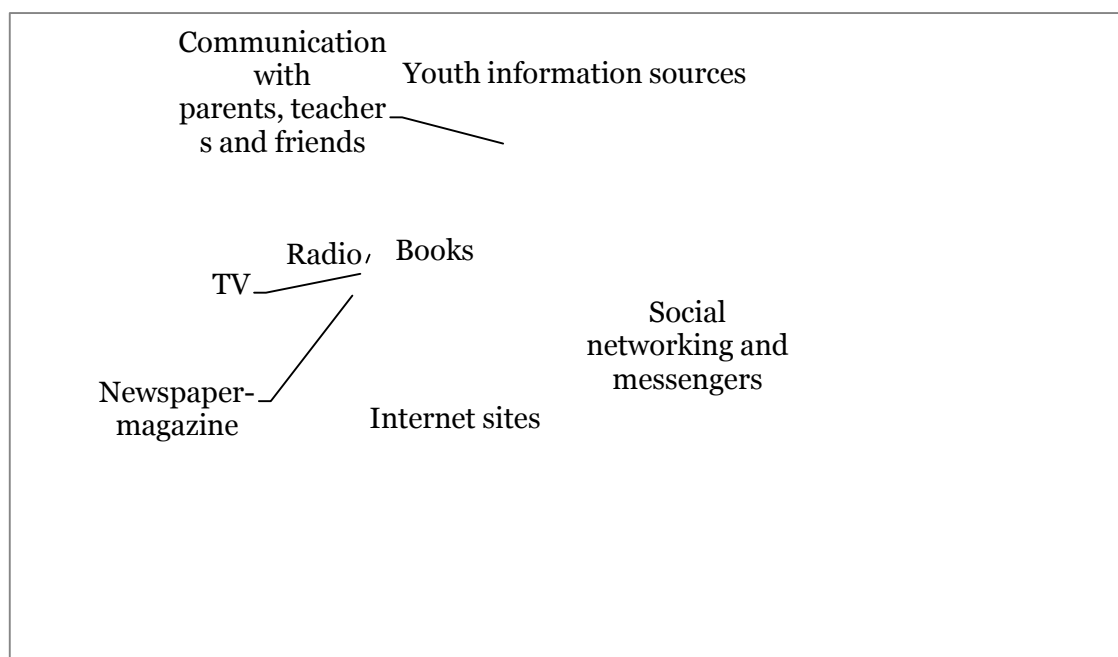 Youth information sources
Communication
with
parents, teacher
s and friends
Radio
Books
TV
Social
networking and
messengers
Newspaper-
magazine
Internet sites